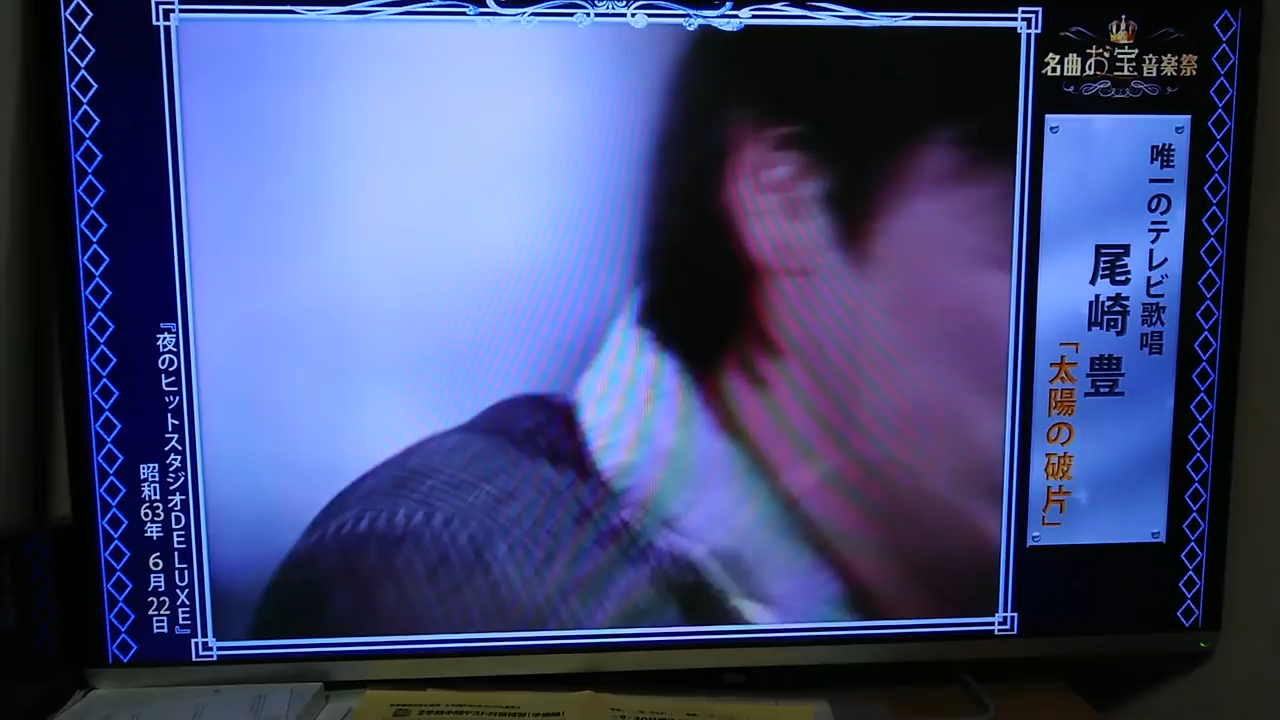 名曲お宝音楽祭
唯一のテレビ歌唱
尾崎 豊
「太陽の破片」
『夜のヒットスタジオDELUXE』
昭和63年 6月22日